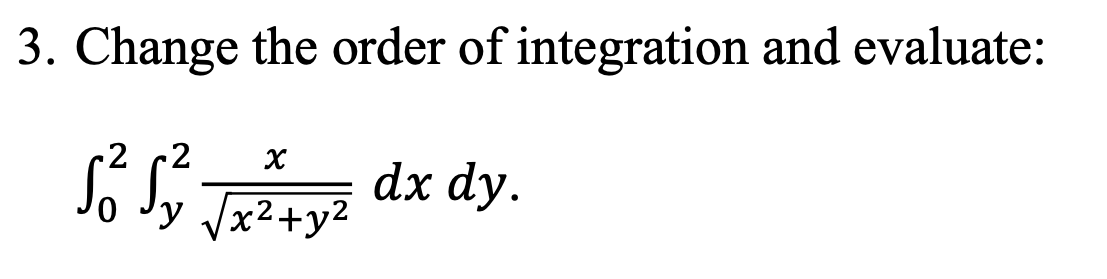 3. Change the order of integration and evaluate:
∫₀² ∫ᵧ² x/√(x²+y²) dx dy.